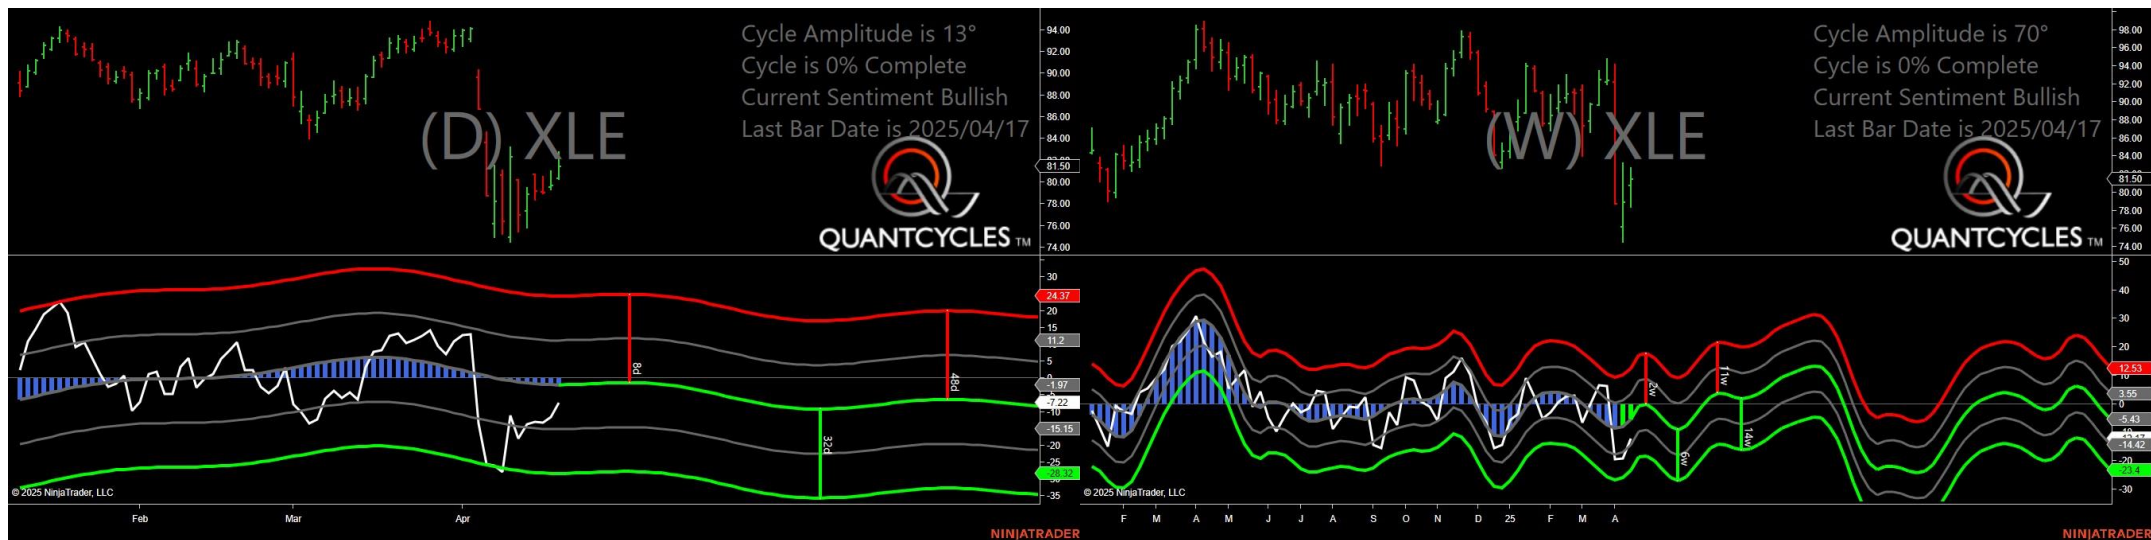 Cycle Amplitude is 13°
Cycle is 0% Complete
Current Sentiment Bullish
Last Bar Date is 2025/04/17
(D) XLE
QUANTCYCLES TM
94.00
92.00
90.00
88.00
86.00
84.00
81.50
80.00
78.00
76.00
74.00
30
24.37
20
15
11.2
5
0
-1.97
-7.22
-10
-15.15
-20
-25
-28.32
-35
8d
32d
48d
© 2025 NinjaTrader, LLC
Feb Mar Apr
NINJATRADER
Cycle Amplitude is 70°
Cycle is 0% Complete
Current Sentiment Bullish
Last Bar Date is 2025/04/17
(W) XLE
QUANTCYCLES TM
98.00
96.00
94.00
92.00
90.00
88.00
86.00
84.00
81.50
80.00
78.00
76.00
74.00
50
40
30
20
12.53
3.55
0
-5.43
-14.42
-20
-23.4
-30
2w
6w
11w
14w
© 2025 NinjaTrader, LLC
F M A M J J A S O N D 25 F M A
NINJATRADER